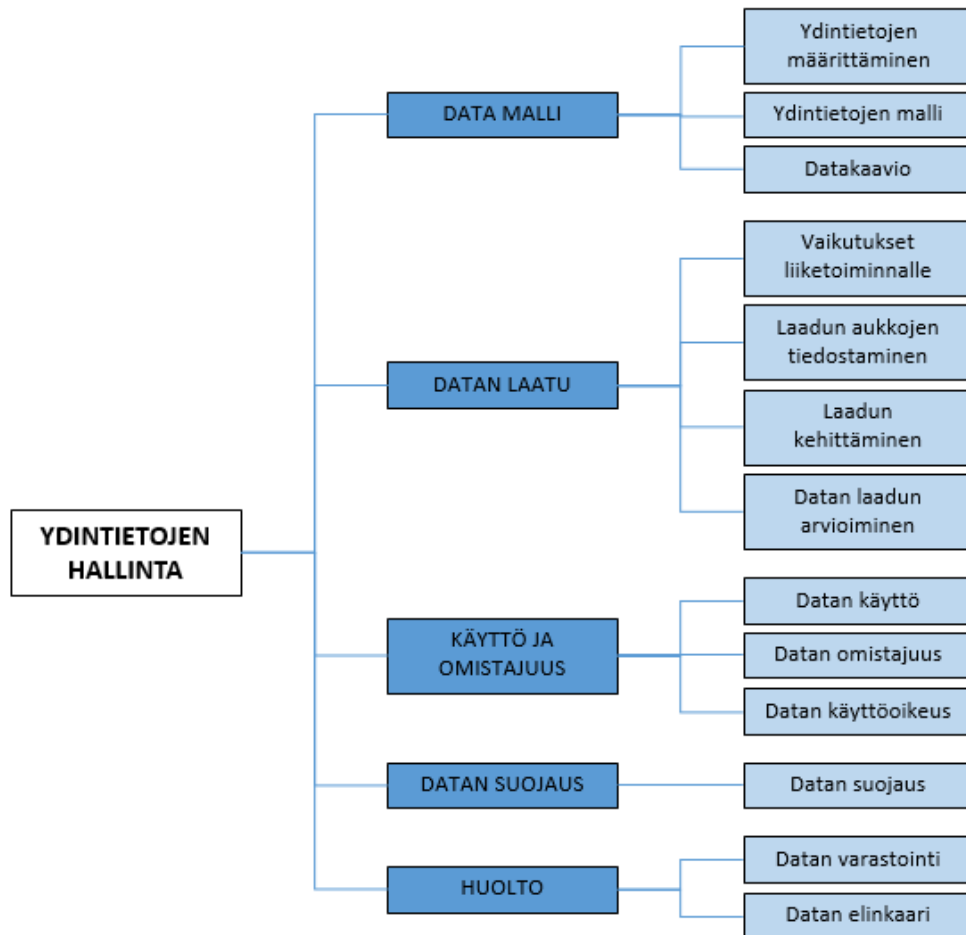 Ydintietojen
määrittäminen
DATA MALLI
Ydintietojen malli
Datakaavio
Vaikutukset
liiketoiminnalle
Laadun aukkojen
tiedostaminen
DATAN LAATU
Laadun
kehittäminen
Datan laadun
arvioiminen
YDINTIETOJEN
HALLINTA
Datan käyttö
KÄYTTÖ JA
OMISTAJUUS
Datan omistajuus
Datan käyttöoikeus
DATAN SUOJAUS
Datan suojaus
Datan varastointi
HUOLTO
Datan elinkaari